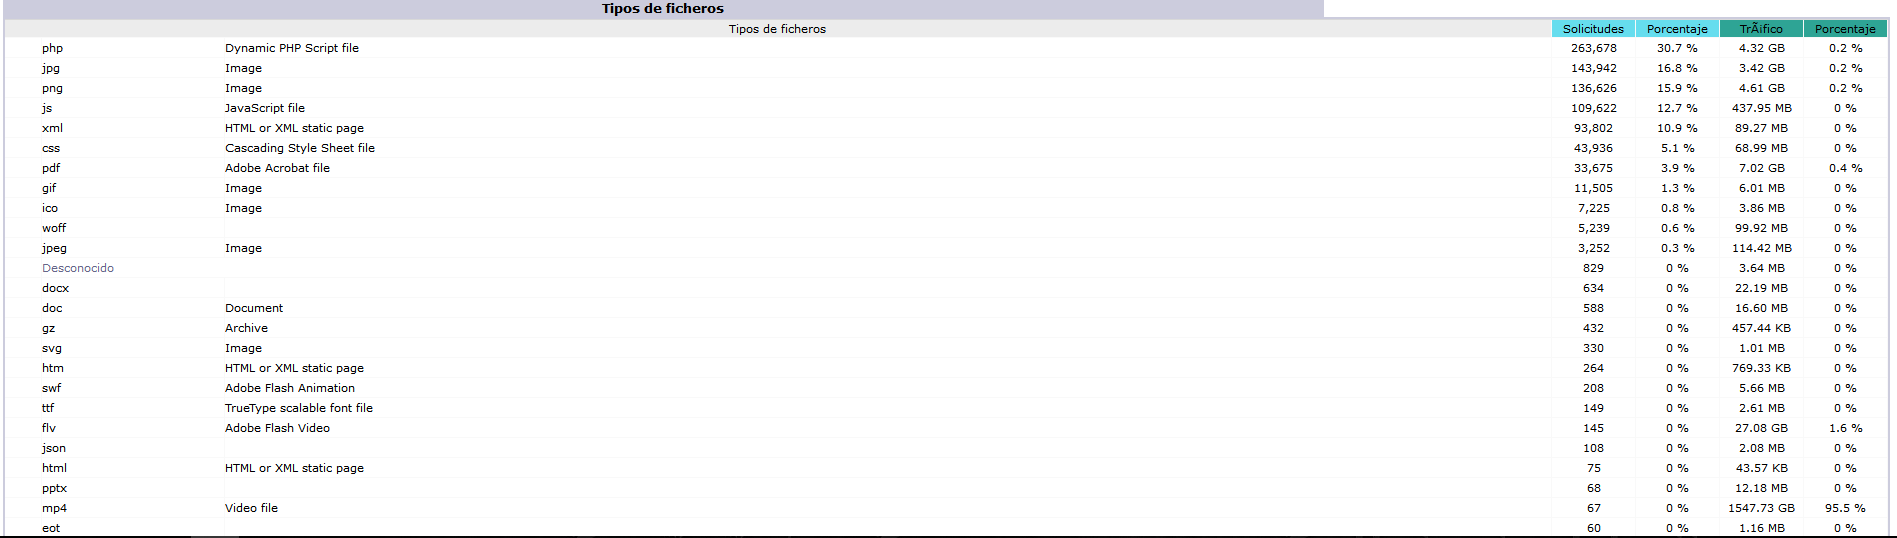 Tipos de ficheros
Tipos de ficheros Solicitudes Porcentaje TrÃ¡fico Porcentaje
php Dynamic PHP Script file 263,678 30.7 % 4.32 GB 0.2 %
jpg Image 143,942 16.8 % 3.42 GB 0.2 %
png Image 136,626 15.9 % 4.61 GB 0.2 %
js JavaScript file 109,622 12.7 % 437.95 MB 0 %
xml HTML or XML static page 93,802 10.9 % 89.27 MB 0 %
css Cascading Style Sheet file 43,936 5.1 % 68.99 MB 0 %
pdf Adobe Acrobat file 33,675 3.9 % 7.02 GB 0.4 %
gif Image 11,505 1.3 % 6.01 MB 0 %
ico Image 7,225 0.8 % 3.86 MB 0 %
woff 5,239 0.6 % 99.92 MB 0 %
jpeg Image 3,252 0.3 % 114.42 MB 0 %
Desconocido 829 0 % 3.64 MB 0 %
docx 634 0 % 22.19 MB 0 %
doc Document 588 0 % 16.60 MB 0 %
gz Archive 432 0 % 457.44 KB 0 %
svg Image 330 0 % 1.01 MB 0 %
htm HTML or XML static page 264 0 % 769.33 KB 0 %
swf Adobe Flash Animation 208 0 % 5.66 MB 0 %
ttf TrueType scalable font file 149 0 % 2.61 MB 0 %
flv Adobe Flash Video 145 0 % 27.08 GB 1.6 %
json 108 0 % 2.08 MB 0 %
html HTML or XML static page 75 0 % 43.57 KB 0 %
pptx 68 0 % 12.18 MB 0 %
mp4 Video file 67 0 % 1547.73 GB 95.5 %
eot 60 0 % 1.16 MB 0 %